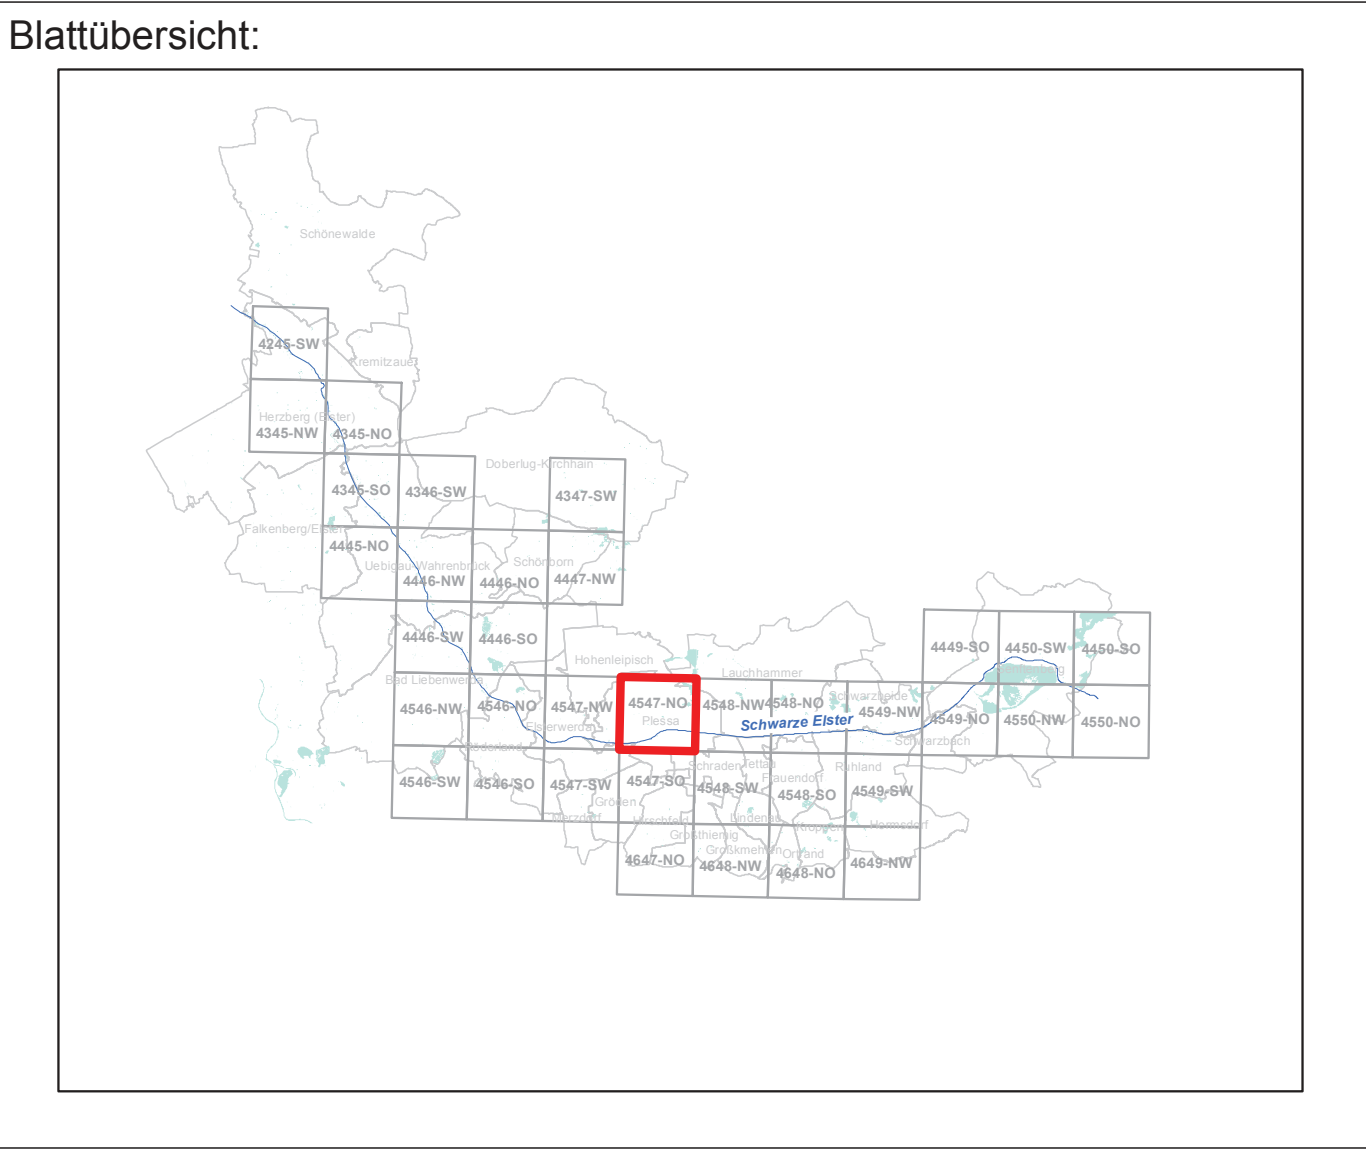 Blattübersicht:
Schönewalde
4245-SW
Kremitzaue
Herzberg (Elster)
4345-NW
4345-NO
Doberlug-Kirchhain
4345-SO
4346-SW
4347-SW
Falkenberg/Elster
4445-NO
Uebigau-Wahrenbrück
Schönborn
4446-NW
4446-NO
4447-NW
4446-SW
4446-SO
4449-SO
4450-SW
4450-SO
Hohenleipisch
Lauchhammer
Bad Liebenwerda
4546-NW
4546-NO
4547-NW
4547-NO
4548-NW
4548-NO
Schwarzheide
4549-NW
4549-NO
4550-NW
4550-NO
Elsterwerda
Plessa
Schwarze Elster
Schwarzbach
Röderland
Schraden
Tettau
Frauendorf
Ruhland
4546-SW
4546-SO
4547-SW
4547-SO
4548-SW
4548-SO
4549-SW
Gröden
Merzdorf
Hirschfeld
Lindenau
Kroppen
Hermsdorf
Großthiemig
Großkmehlen
Ortrand
4647-NO
4648-NW
4648-NO
4649-NW